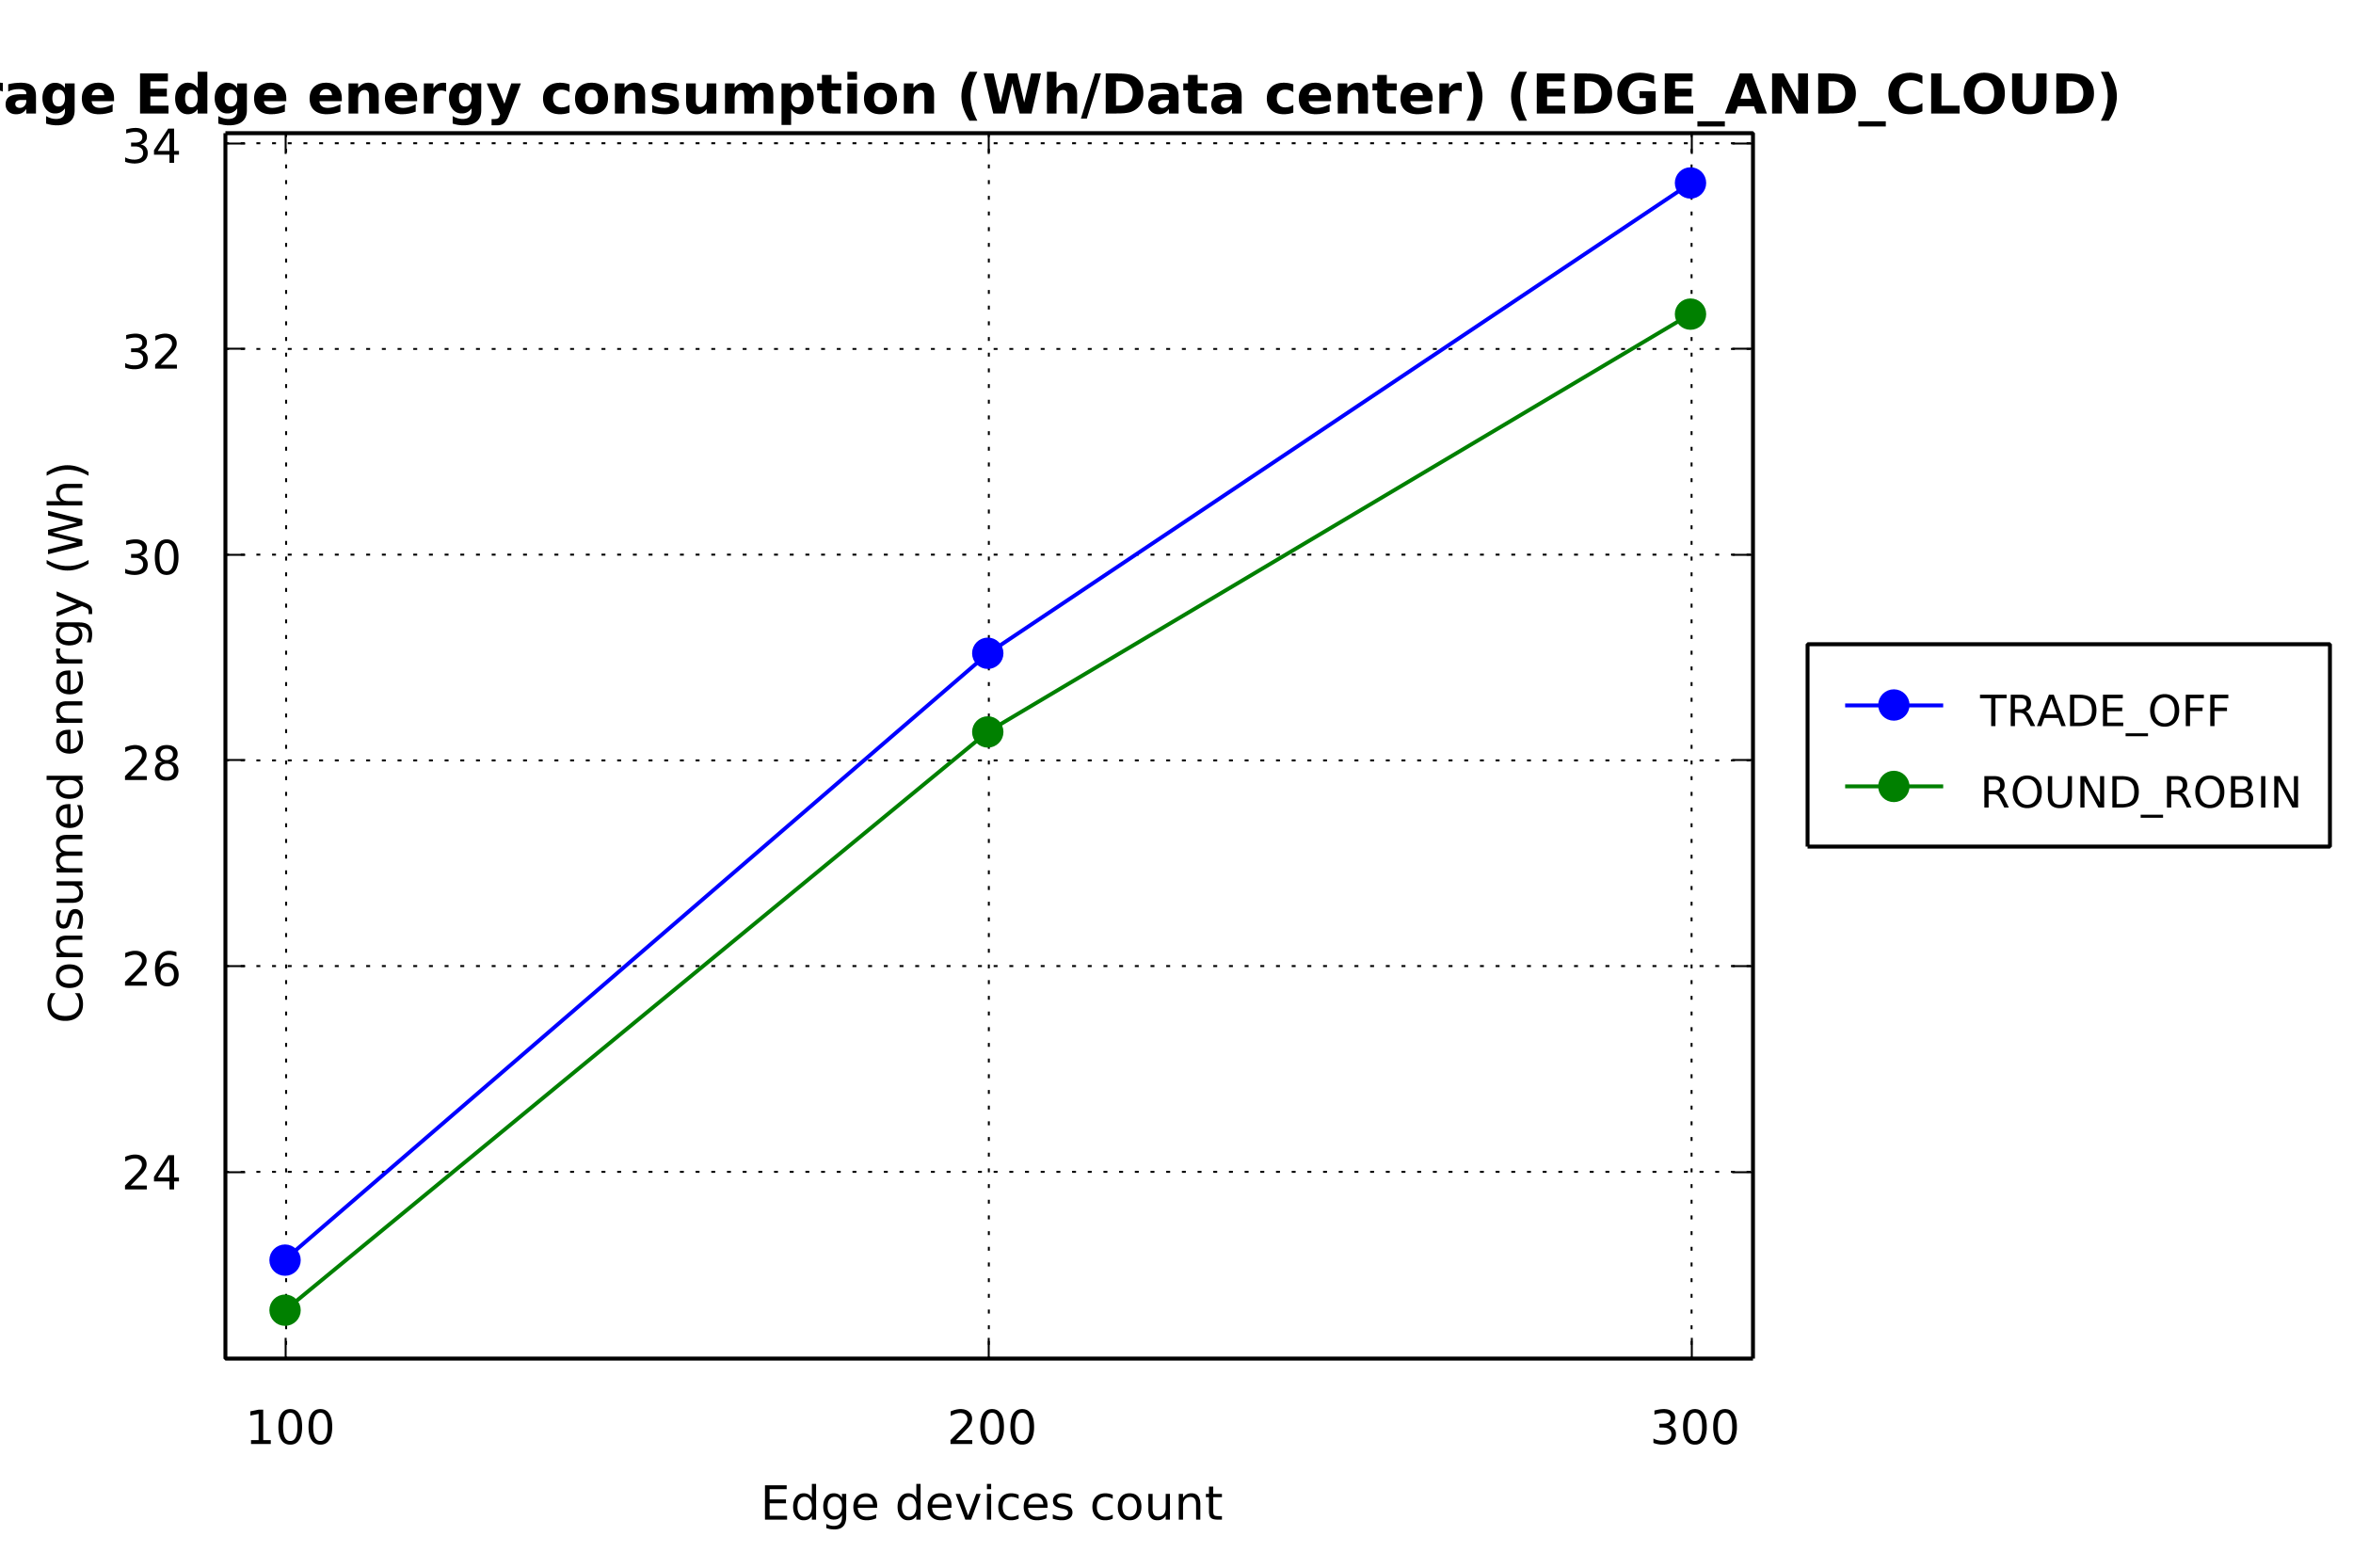 Edge energy consumption (Wh/Data center) (EDGE_AND_CLOUD)
34
32
30
28
26
24
Consumed energy (Wh)
100 200 300
Edge devices count
TRADE_OFF
ROUND_ROBIN